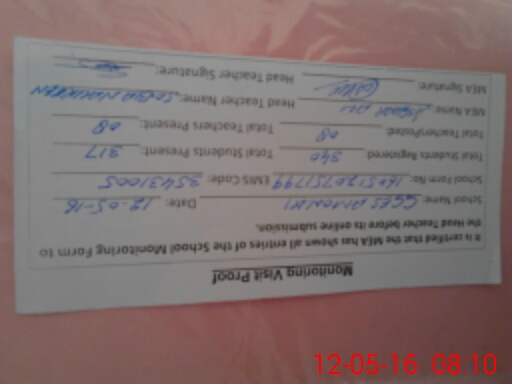 Monitoring Visit Proof
It is certified that the MEA has shown all entries of the School Monitoring Form to
the Head Teacher before its online submission.
School Name: GGES Date: 12-05-16
School Form No: 1605120751799 EMIS Code: 35431005
Total Students Registered: 340 Total Students Present: 317
Total Teachers Posted: 08 Total Teachers Present: 08
MEA Name: Head Teacher Name:
MEA Signature: Head Teacher Signature:
12-05-16 08:10